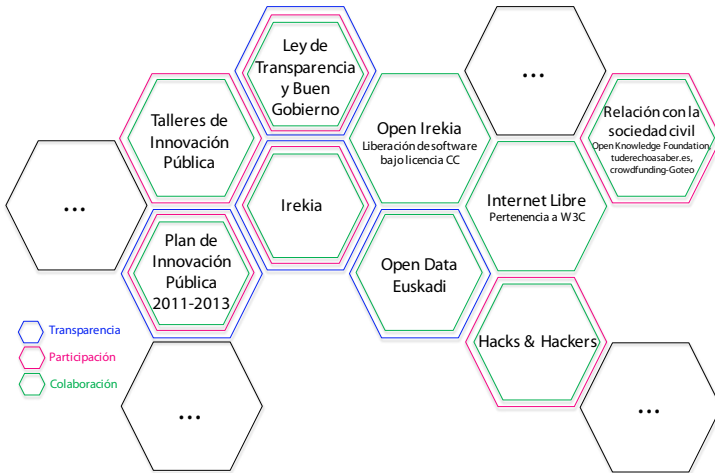 Ley de
Transparencia
y Buen
Gobierno
...
Talleres de
Innovación
Pública
Open Irekia
Liberación de software
bajo licencia CC
Relación con la
sociedad civil
Open Knowledge Foundation,
tuderechoasaber.es,
crowdfunding-Goteo
...
Irekia
Internet Libre
Pertenencia a W3C
Plan de
Innovación
Pública
2011-2013
Open Data
Euskadi
Transparencia
Participación
Colaboración
Hacks & Hackers
...
...